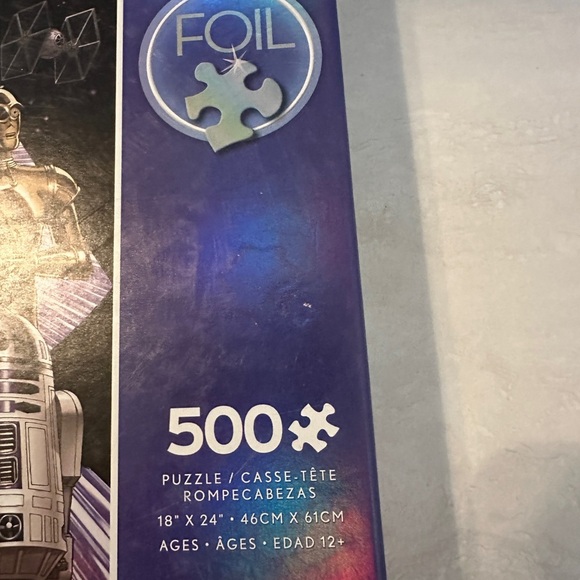 FOIL
500
PUZZLE / CASSE-TÊTE
ROMPECABEZAS
18" X 24" • 46CM X 61CM
AGES • ÂGES • EDAD 12+